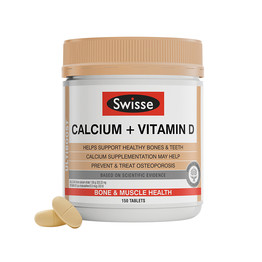 Swisse
CALCIUM + VITAMIN D
HELPS SUPPORT HEALTHY BONES & TEETH
CALCIUM SUPPLEMENTATION MAY HELP
PREVENT & TREAT OSTEOPOROSIS
BASED ON SCIENTIFIC EVIDENCE
BONE & MUSCLE HEALTH
150 TABLETS